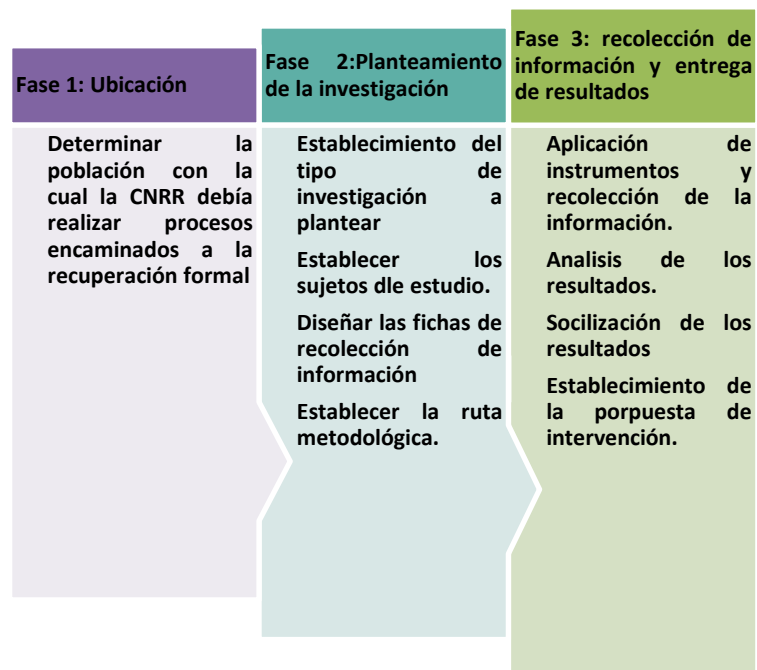 Fase 1: Ubicación
Determinar la
población con la
cual la CNRR debía
realizar procesos
encaminados a la
recuperación formal
Fase 2:Planteamiento
de la investigación
Establecimiento del
tipo de
investigación a
plantear
Establecer los
sujetos dle estudio.
Diseñar las fichas de
recolección de
información
Establecer la ruta
metodológica.
Fase 3: recolección de
información y entrega
de resultados
Aplicación de
instrumentos y
recolección de la
información.
Analisis de los
resultados.
Socilización de los
resultados
Establecimiento de
la porpuesta de
intervención.